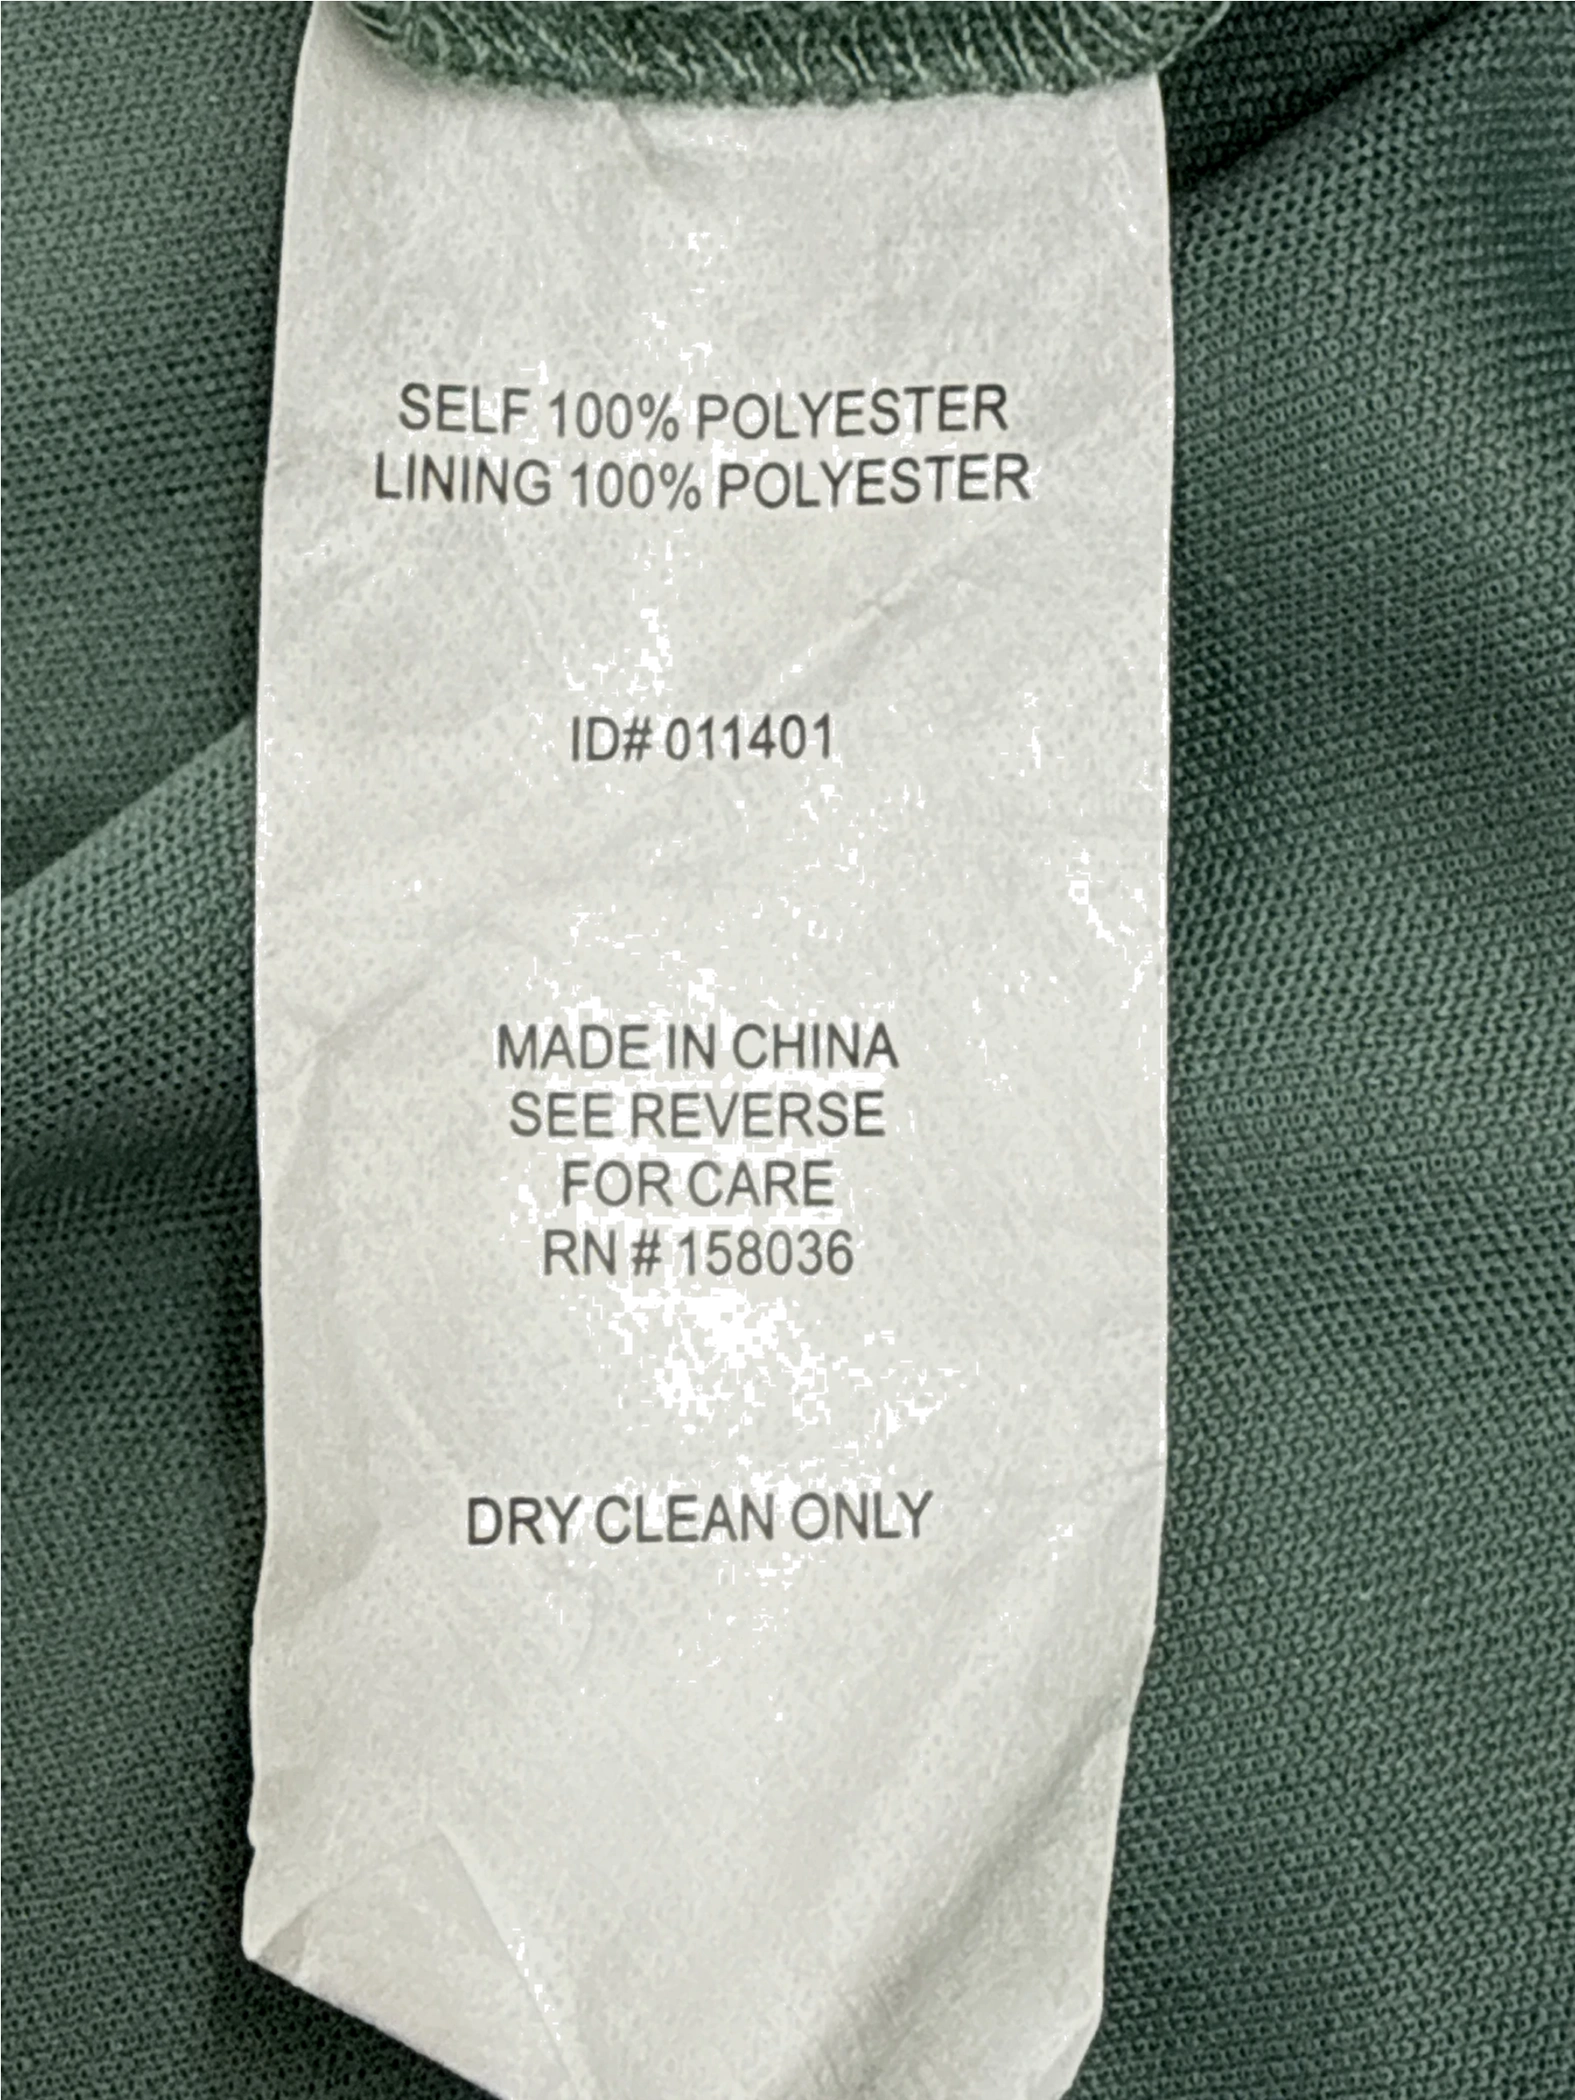 SELF 100% POLYESTER
LINING 100% POLYESTER
ID# 011401
MADE IN CHINA
SEE REVERSE
FOR CARE
RN # 158036
DRY CLEAN ONLY